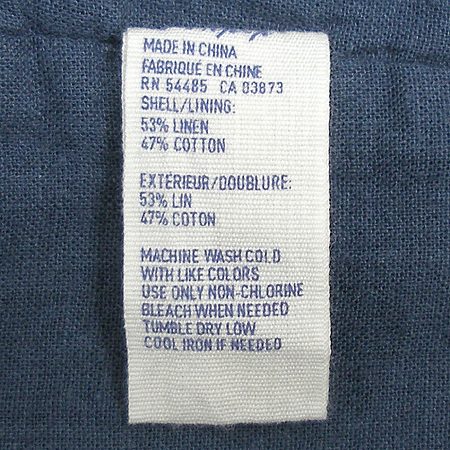 MADE IN CHINA
FABRIQUÉ EN CHINE
RN 54485 CA 03873
SHELL/LINING:
53% LINEN
47% COTTON
EXTÉRIEUR/DOUBLURE:
53% LIN
47% COTON
MACHINE WASH COLD
WITH LIKE COLORS
USE ONLY NON-CHLORINE
BLEACH WHEN NEEDED
TUMBLE DRY LOW
COOL IRON IF NEEDED